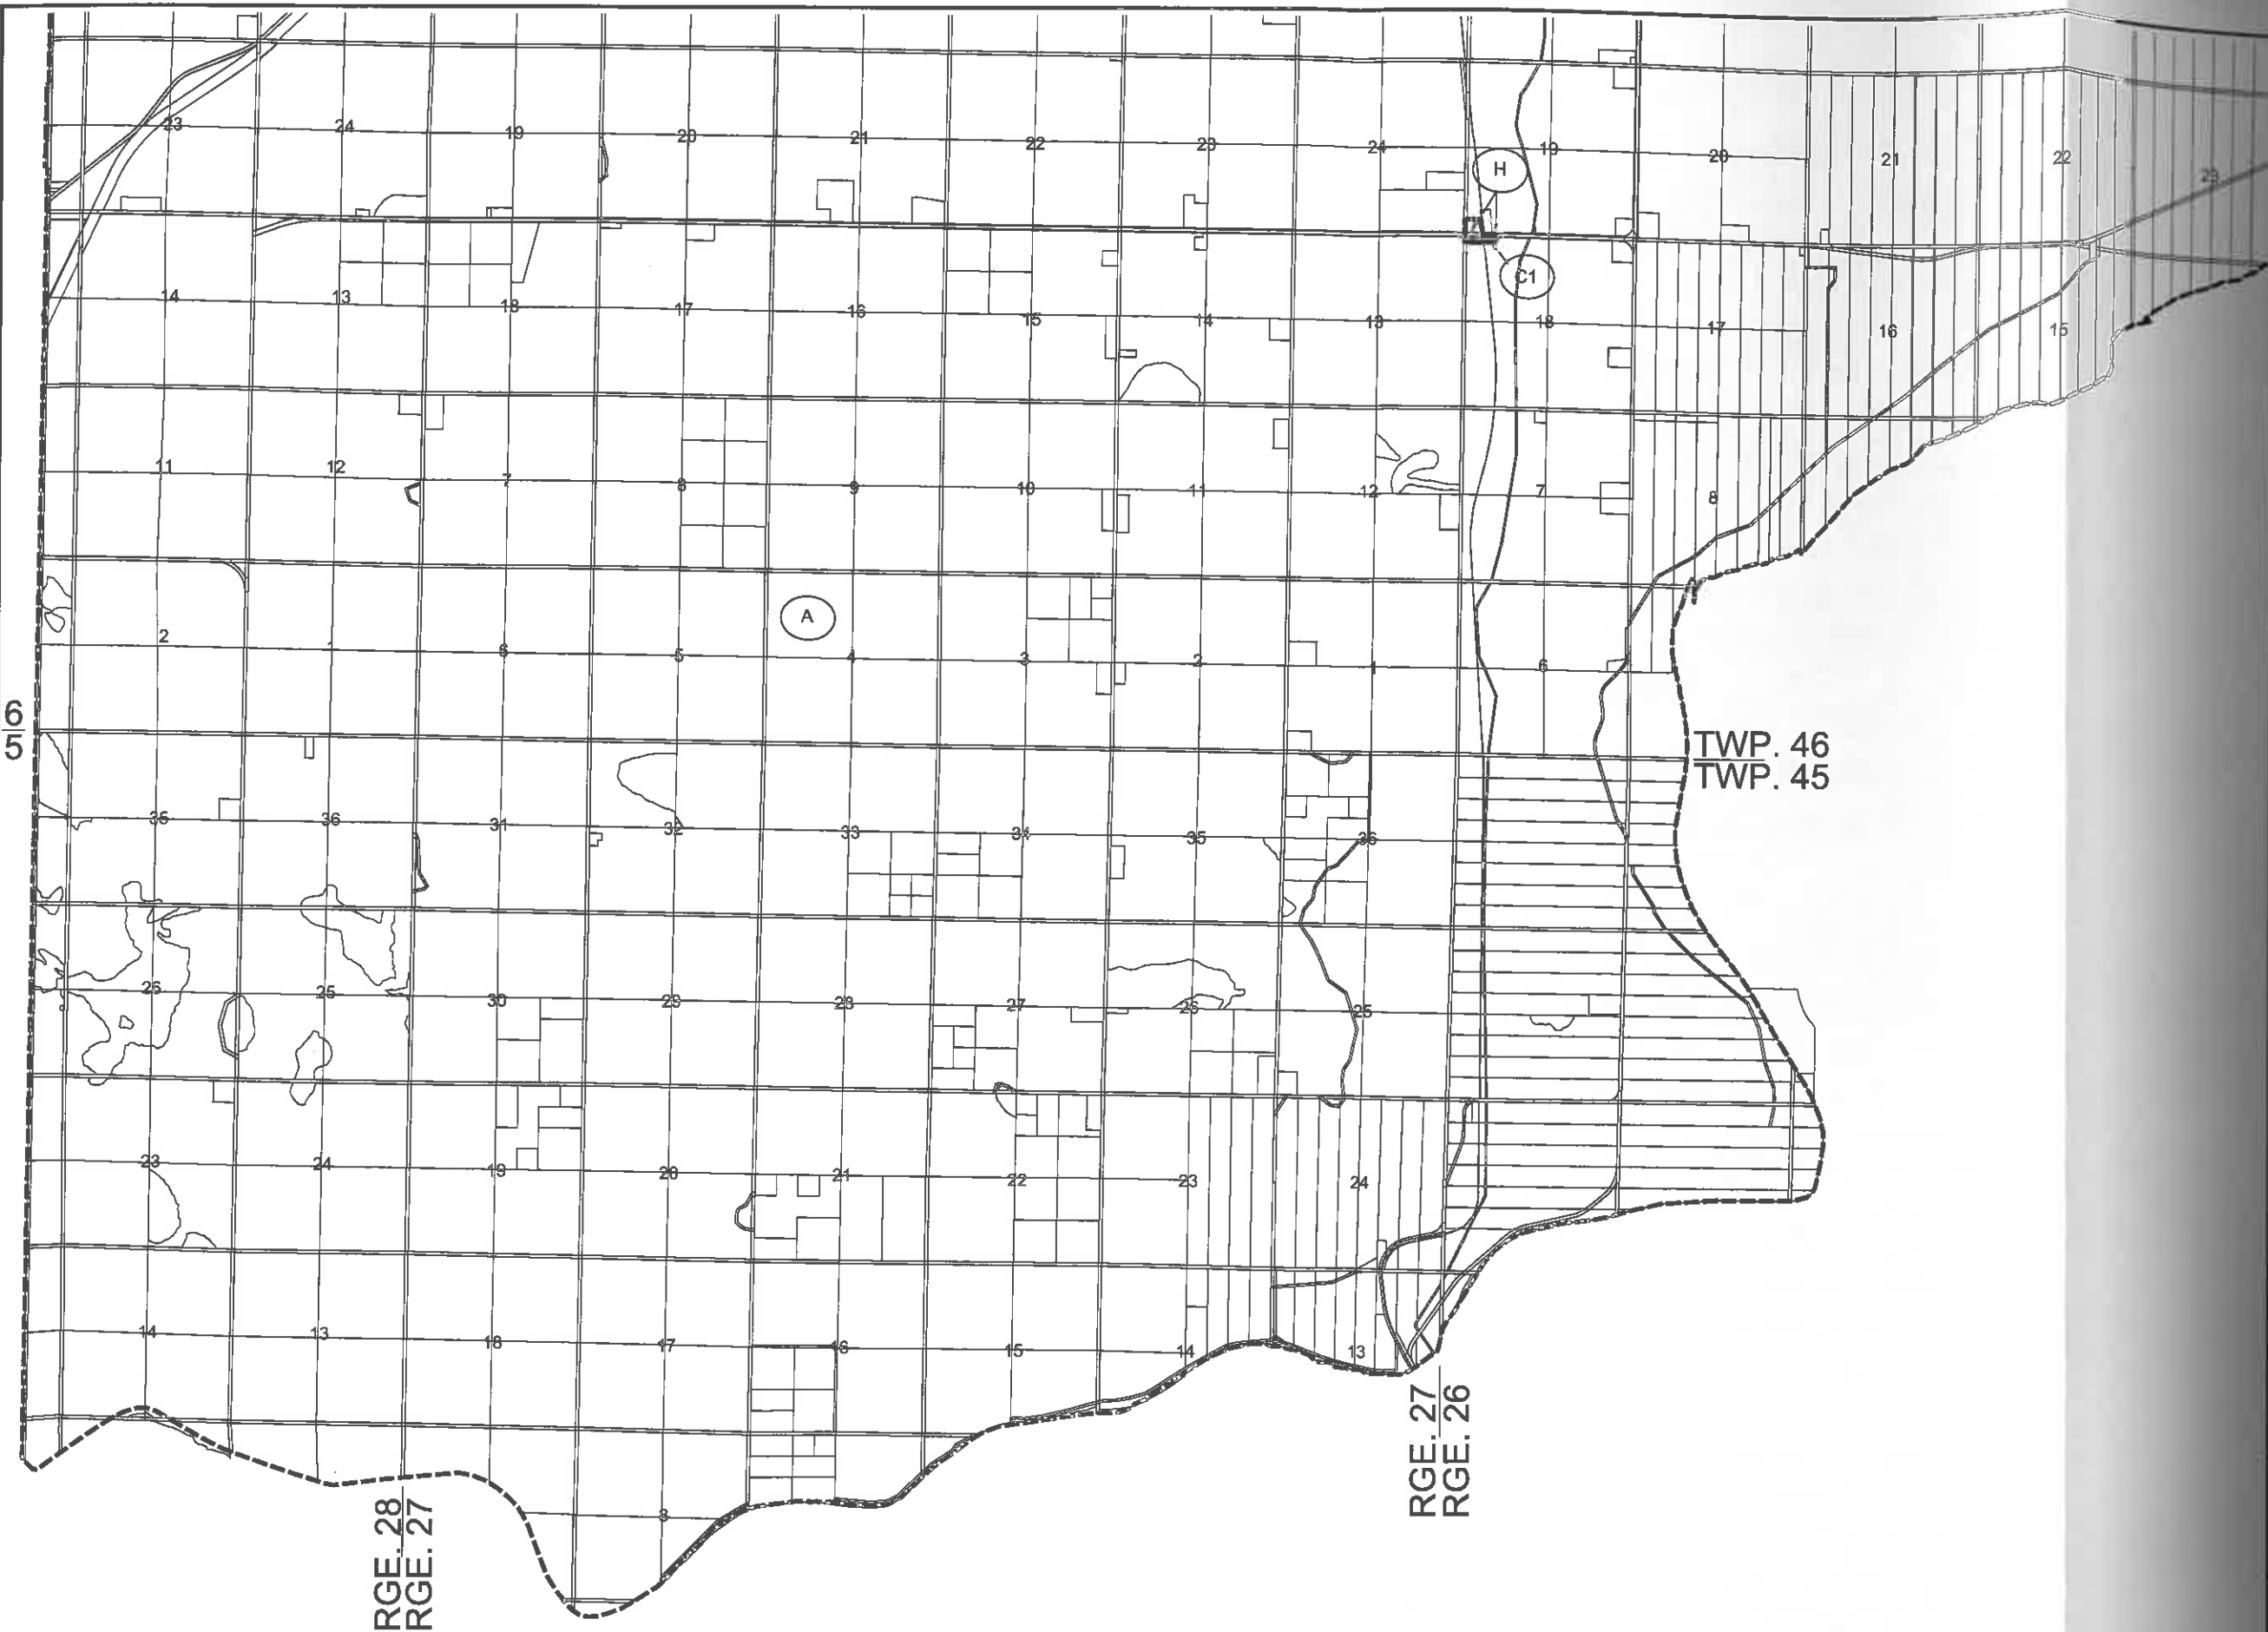 23 24 19 20 21 22 23 24 19 20 21 22 23
H
C1
14 13 18 17 16 15 14 13 18 17 16 15
11 12 7 8 9 10 11 12 7 8
A
2 1 6 5 4 3 2 1 6
6
5
TWP. 46
TWP. 45
35 36 31 32 33 34 35 36
26 25 30 29 28 27 26 25
23 24 19 20 21 22 23 24
14 13 18 17 16 15 14 13
8
RGE. 28
RGE. 27
RGE. 27
RGE. 26